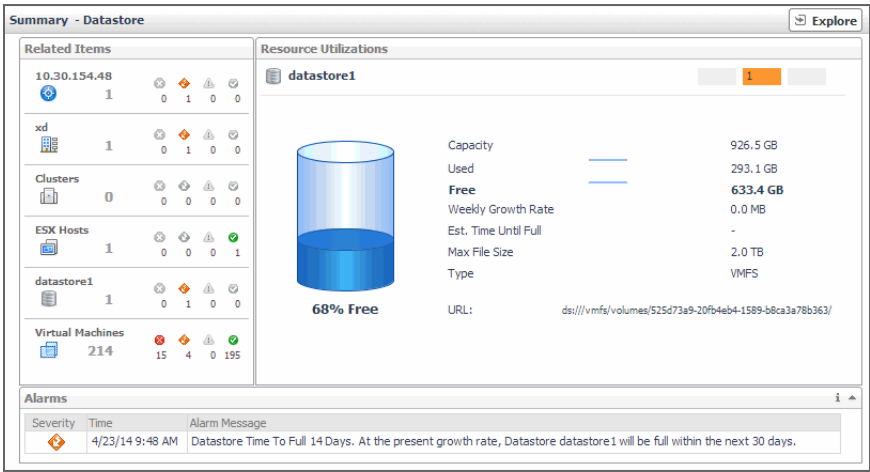 Summary - Datastore
Explore
Related Items
10.30.154.48
1
0 1 0 0
xd
1
0 1 0 0
Clusters
0
0 0 0 0
ESX Hosts
1
0 0 0 1
datastore1
1
0 1 0 0
Virtual Machines
214
15 4 0 195
Resource Utilizations
datastore1
1
68% Free
Capacity 926.5 GB
Used 293.1 GB
Free 633.4 GB
Weekly Growth Rate 0.0 MB
Est. Time Until Full -
Max File Size 2.0 TB
Type VMFS
URL: ds:///vmfs/volumes/525d73a9-20fb4eb4-1589-b8ca3a78b363/
Alarms
i
Severity Time Alarm Message
4/23/14 9:48 AM Datastore Time To Full 14 Days. At the present growth rate, Datastore datastore1 will be full within the next 30 days.